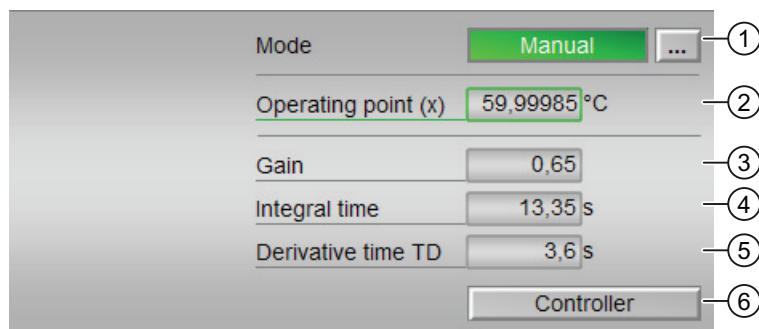 Mode Manual ... 1
Operating point (x) 59,99985 °C 2
Gain 0,65 3
Integral time 13,35 s 4
Derivative time TD 3,6 s 5
Controller 6